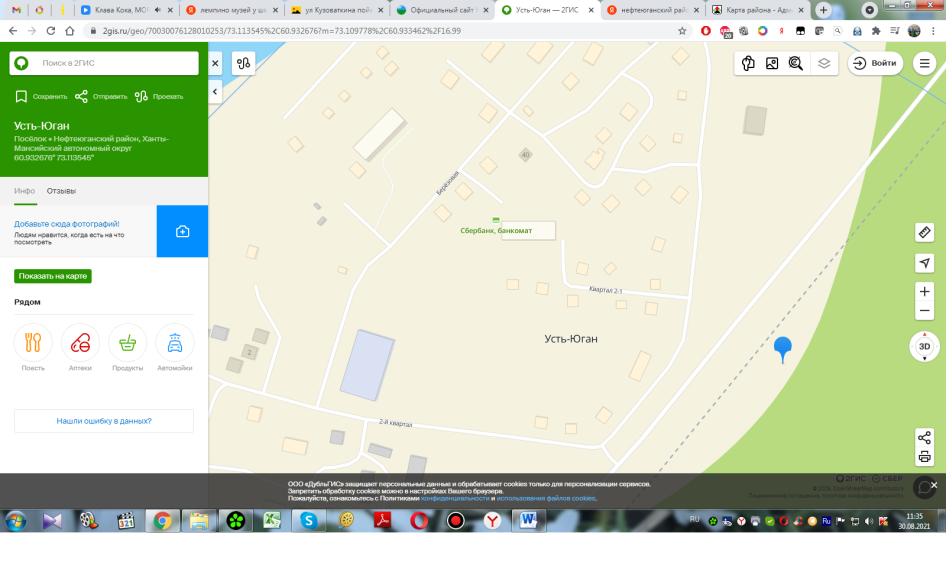 Клава Кока, MOR
лемпино музей у ш
ул Кузоваткина пой
Официальный сайт
Усть-Юган — 2ГИС
нефтеюганский рай
Карта района - Адм
2gis.ru/geo/70030076128010253/73.113545%2C60.932676?m=73.109778%2C60.933462%2F16.99
Поиск в 2ГИС
Войти
Сохранить Отправить Проехать
Усть-Юган
Посёлок • Нефтеюганский район, Ханты-
Мансийский автономный округ
60.932676° 73.113545°
Инфо Отзывы
Добавьте сюда фотографий!
Людям нравится, когда есть на что
посмотреть
Показать на карте
Рядом
Поесть Аптеки Продукты Автомойки
Нашли ошибку в данных?
40
Берёзовая
Сбербанк, банкомат
Квартал 2-1
Усть-Юган
2
2-й квартал
3D
2ГИС СБЕР
ООО «ДубльГИС» защищает персональные данные и обрабатывает cookies только для персонализации сервисов.
Запретить обработку cookies можно в настройках Вашего браузера.
Пожалуйста, ознакомьтесь с Политиками конфиденциальности и использования файлов cookies.
RU
Ru
11:35
30.08.2021